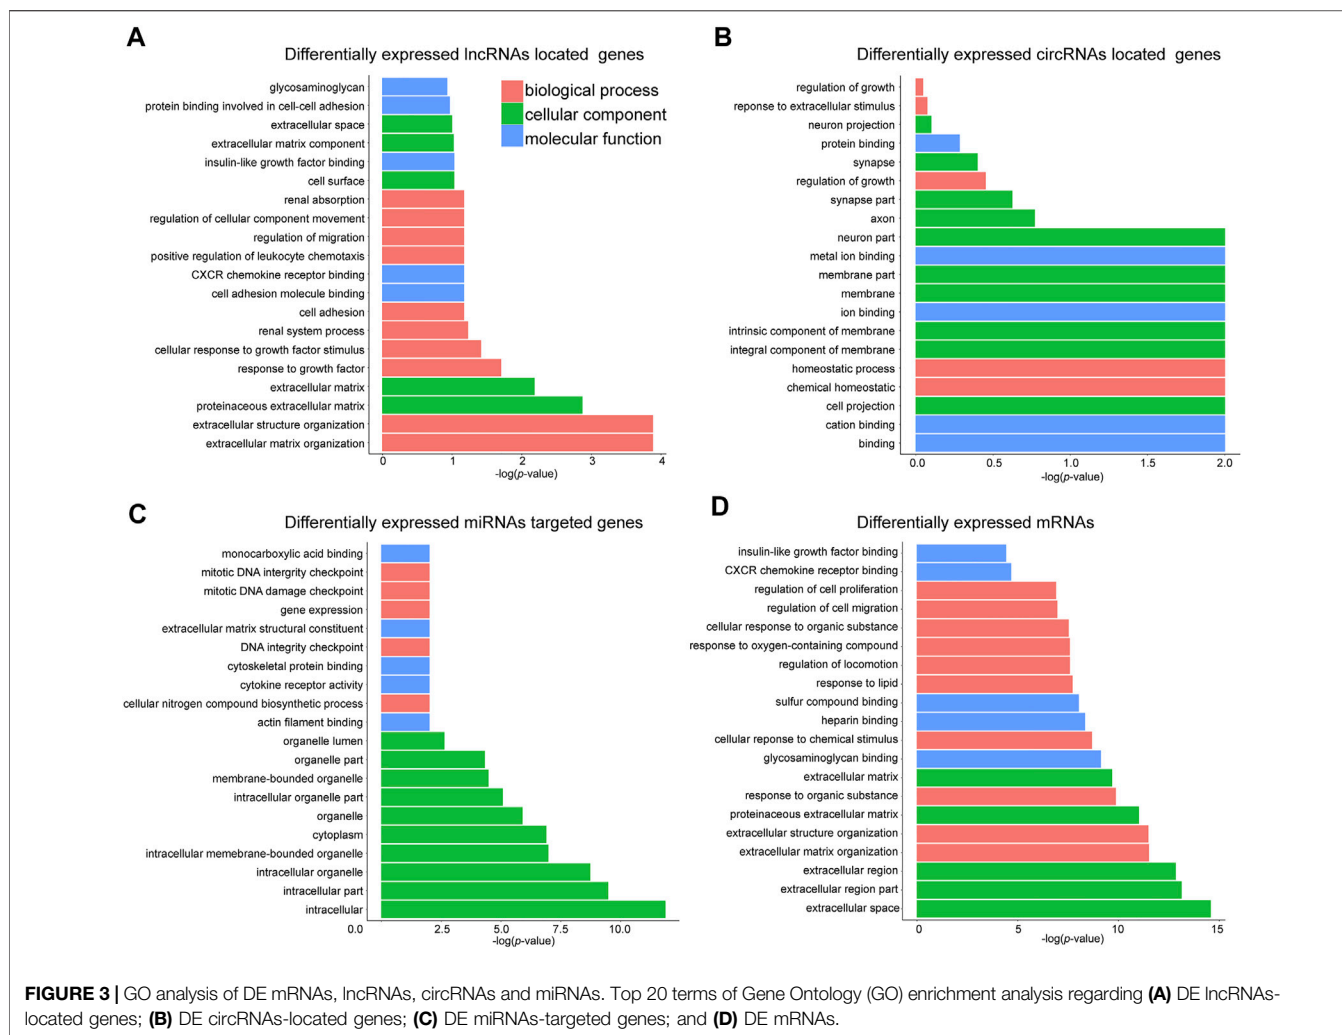 A
Differentially expressed lncRNAs located genes
biological process
cellular component
molecular function
glycosaminoglycan
protein binding involved in cell-cell adhesion
extracellular space
extracellular matrix component
insulin-like growth factor binding
cell surface
renal absorption
regulation of cellular component movement
regulation of migration
positive regulation of leukocyte chemotaxis
CXCR chemokine receptor binding
cell adhesion molecule binding
cell adhesion
renal system process
cellular response to growth factor stimulus
response to growth factor
extracellular matrix
proteinaceous extracellular matrix
extracellular structure organization
extracellular matrix organization
0 1 2 3 4
-log(p-value)
B
Differentially expressed circRNAs located genes
regulation of growth
reponse to extracellular stimulus
neuron projection
protein binding
synapse
regulation of growth
synapse part
axon
neuron part
metal ion binding
membrane part
membrane
ion binding
intrinsic component of membrane
integral component of membrane
homeostatic process
chemical homeostatic
cell projection
cation binding
binding
0.0 0.5 1.0 1.5 2.0
-log(p-value)
C
Differentially expressed miRNAs targeted genes
monocarboxylic acid binding
mitotic DNA intergrity checkpoint
mitotic DNA damage checkpoint
gene expression
extracellular matrix structural constituent
DNA integrity checkpoint
cytoskeletal protein binding
cytokine receptor activity
cellular nitrogen compound biosynthetic process
actin filament binding
organelle lumen
organelle part
membrane-bounded organelle
intracellular organelle part
organelle
cytoplasm
intracellular memebrane-bounded organelle
intracellular organelle
intracellular part
intracellular
0.0 2.5 5.0 7.5 10.0
-log(p-value)
D
Differentially expressed mRNAs
insulin-like growth factor binding
CXCR chemokine receptor binding
regulation of cell proliferation
regulation of cell migration
cellular response to organic substance
response to oxygen-containing compound
regulation of locomotion
response to lipid
sulfur compound binding
heparin binding
cellular reponse to chemical stimulus
glycosaminoglycan binding
extracellular matrix
response to organic substance
proteinaceous extracellular matrix
extracellular structure organization
extracellular matrix organization
extracellular region
extracellular region part
extracellular space
0 5 10 15
-log(p-value)
FIGURE 3 | GO analysis of DE mRNAs, lncRNAs, circRNAs and miRNAs. Top 20 terms of Gene Ontology (GO) enrichment analysis regarding (A) DE lncRNAs-
located genes; (B) DE circRNAs-located genes; (C) DE miRNAs-targeted genes; and (D) DE mRNAs.